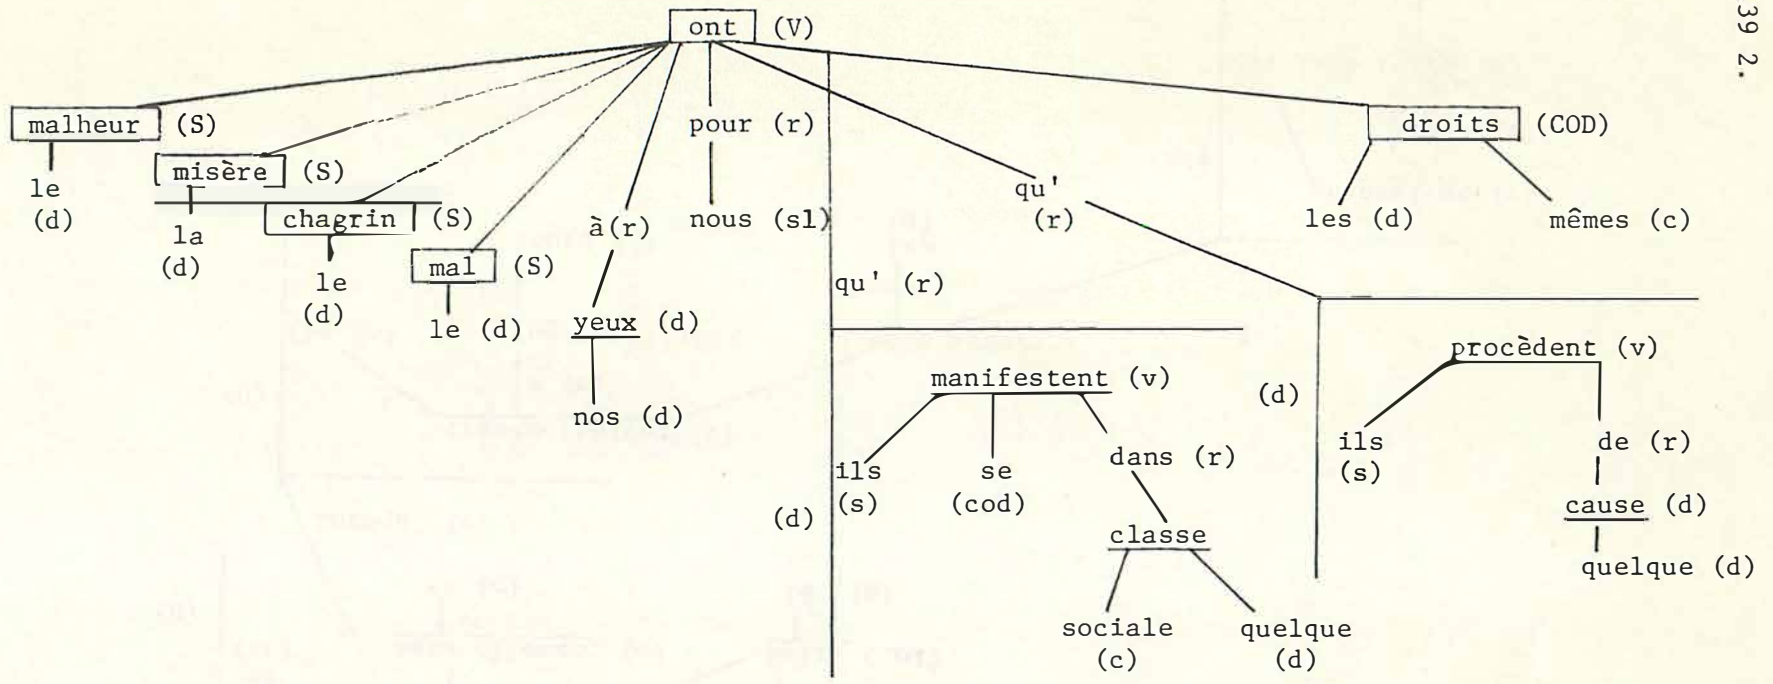 39 2.
ont (V)
malheur (S)
le
(d)
misère (S)
la
(d)
chagrin (S)
le
(d)
mal (S)
le (d)
à(r)
yeux (d)
nos (d)
pour (r)
nous (sl)
qu' (r)
(d)
manifestent (v)
ils
(s)
se
(cod)
dans (r)
classe
sociale
(c)
quelque
(d)
qu'
(r)
(d)
procèdent (v)
ils
(s)
de (r)
cause (d)
quelque (d)
droits (COD)
les (d)
mêmes (c)